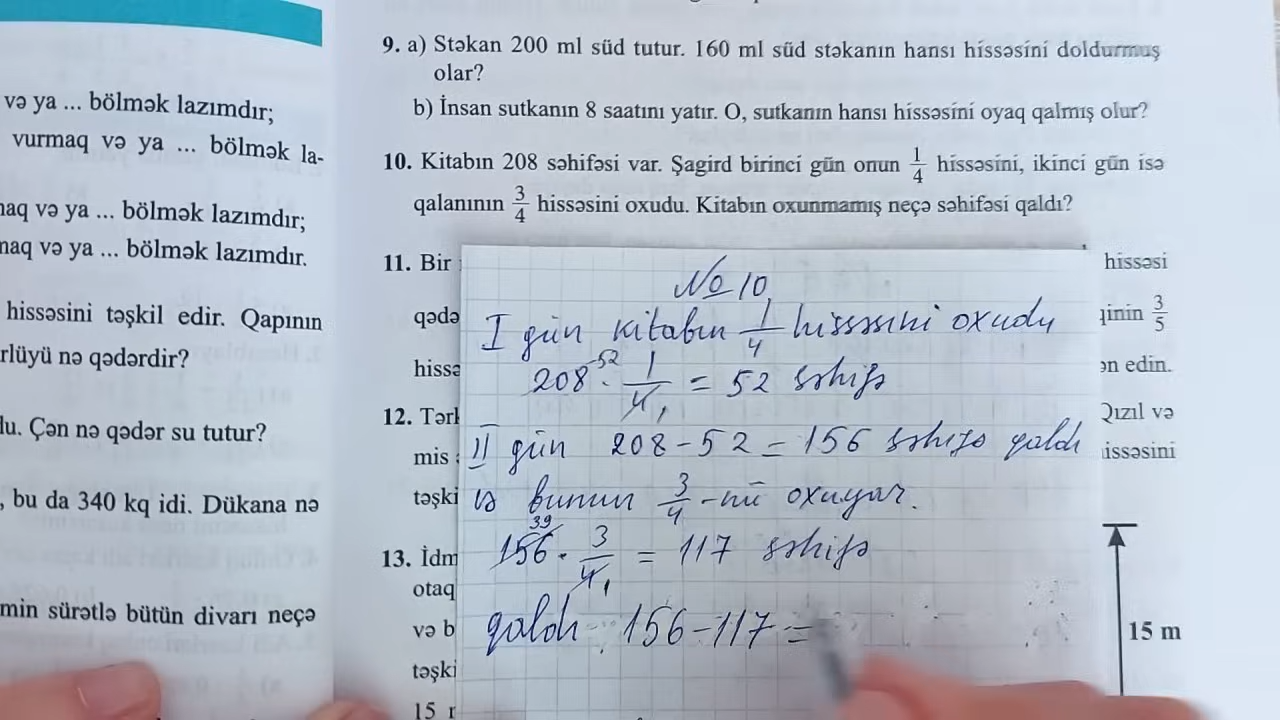 və ya ... bölmək lazımdır;
vurmaq və ya ... bölmək la-
maq və ya ... bölmək lazımdır;
maq və ya ... bölmək lazımdır.
hissəsini təşkil edir. Qapının
rlüyü nə qədərdir?
lu. Çən nə qədər su tutur?
, bu da 340 kq idi. Dükana nə
min sürətlə bütün divarı neçə
9. a) Stəkan 200 ml süd tutur. 160 ml süd stəkanın hansı hissəsini doldurmuş
olar?
b) İnsan sutkanın 8 saatını yatır. O, sutkanın hansı hissəsini oyaq qalmış olur?
10. Kitabın 208 səhifəsi var. Şagird birinci gün onun 1/4 hissəsini, ikinci gün isə
qalanının 3/4 hissəsini oxudu. Kitabın oxunmamış neçə səhifəsi qaldı?
11. Bir hissəsi
qədə qinin 3/5
hissə ən edin.
12. Tərk Qızıl və
mis hissəsini
təşki
13. İdm
otaq
və b
təşki
15
№ 10
I gün kitabın 1/4 hissəsini oxudu
208 52 · 1/4 1 = 52 səhifə
II gün 208 - 52 = 156 səhifə qaldı
və bunun 3/4 -nü oxuyar.
39
156 · 3/4 1 = 117 səhifə
qaldı: 156 - 117 =
15 m